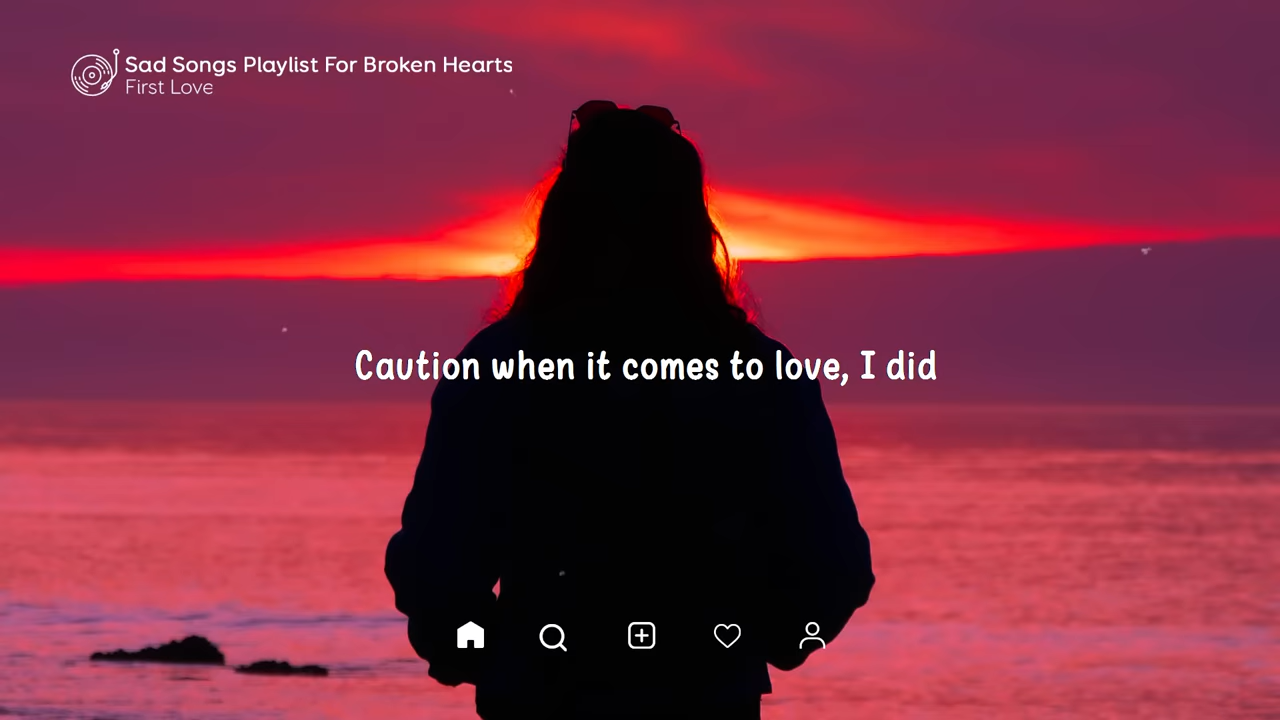 Sad Songs Playlist For Broken Hearts
First Love
Caution when it comes to love, I did